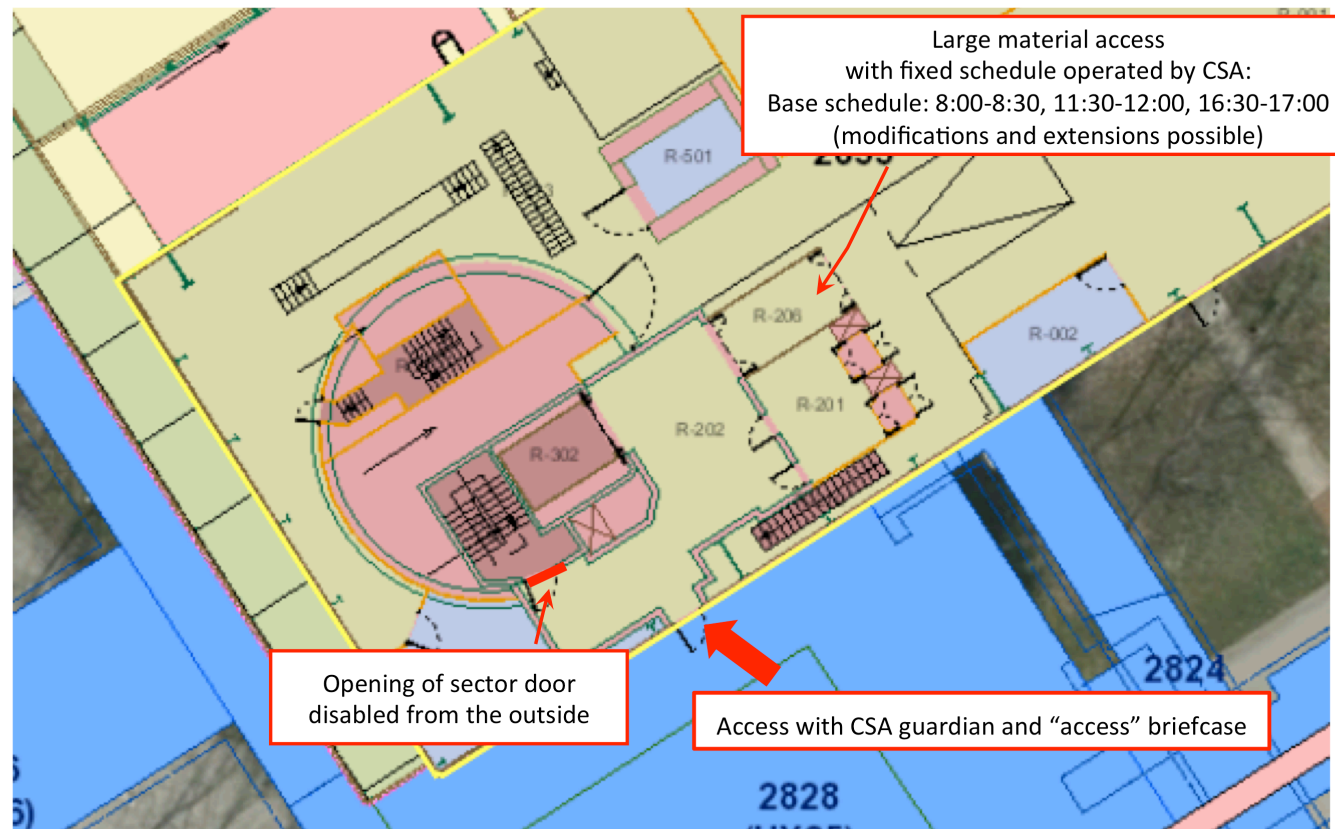 Large material access
with fixed schedule operated by CSA:
Base schedule: 8:00-8:30, 11:30-12:00, 16:30-17:00
(modifications and extensions possible)
R-501
R-206
R-002
R-201
R-202
R-302
Opening of sector door
disabled from the outside
Access with CSA guardian and “access” briefcase
2824
2828